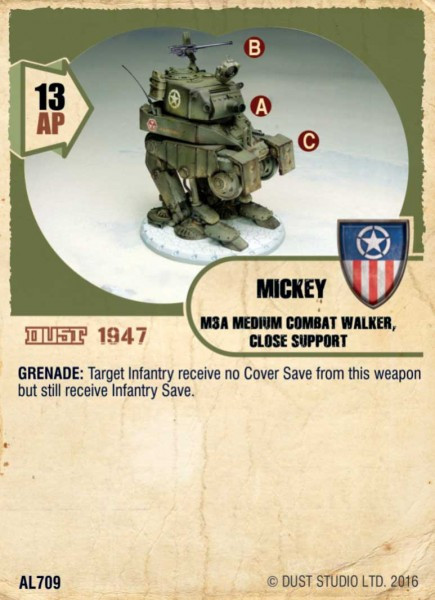 13
AP
B
A
C
MICKEY
M3A MEDIUM COMBAT WALKER,
CLOSE SUPPORT
DUST 1947
GRENADE: Target Infantry receive no Cover Save from this weapon
but still receive Infantry Save.
AL709
© DUST STUDIO LTD. 2016